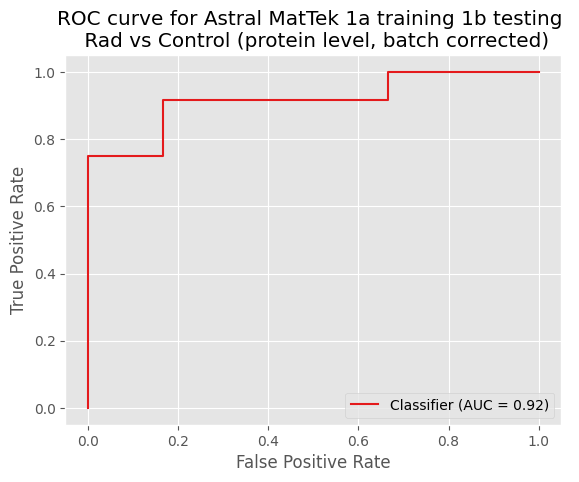 ROC curve for Astral MatTek 1a training 1b testing
Rad vs Control (protein level, batch corrected)
1.0
0.8
0.6
0.4
0.2
0.0
True Positive Rate
Classifier (AUC = 0.92)
0.0 0.2 0.4 0.6 0.8 1.0
False Positive Rate